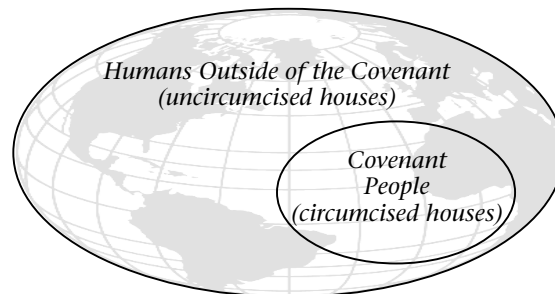 Humans Outside of the Covenant
(uncircumcised houses)
Covenant
People
(circumcised houses)